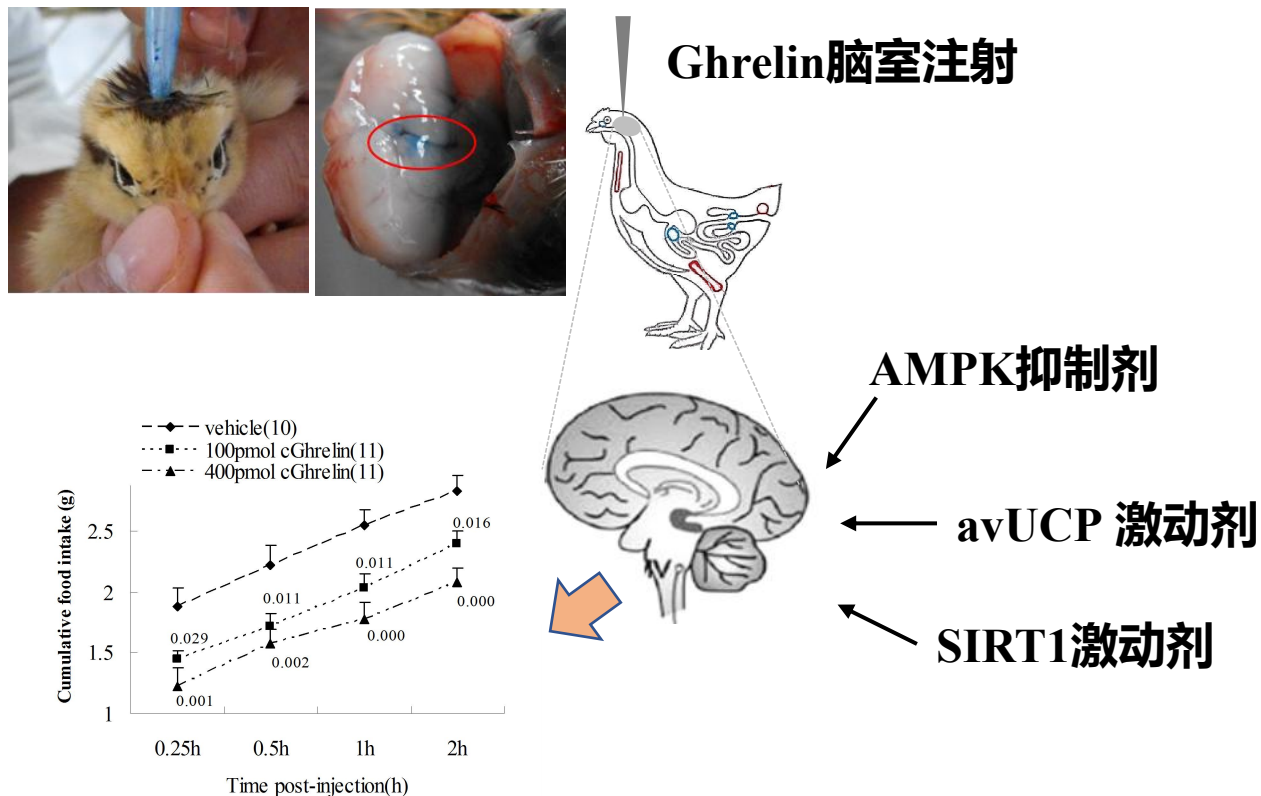 Ghrelin脑室注射
AMPK抑制剂
avUCP 激动剂
SIRT1激动剂
IV
vehicle(10)
100pmol cGhrelin(11)
400pmol cGhrelin(11)
Cumulative food intake (g)
2.5
2
1.5
1
0.029
0.011
0.011
0.016
0.001
0.002
0.000
0.000
0.25h
0.5h
1h
2h
Time post-injection(h)